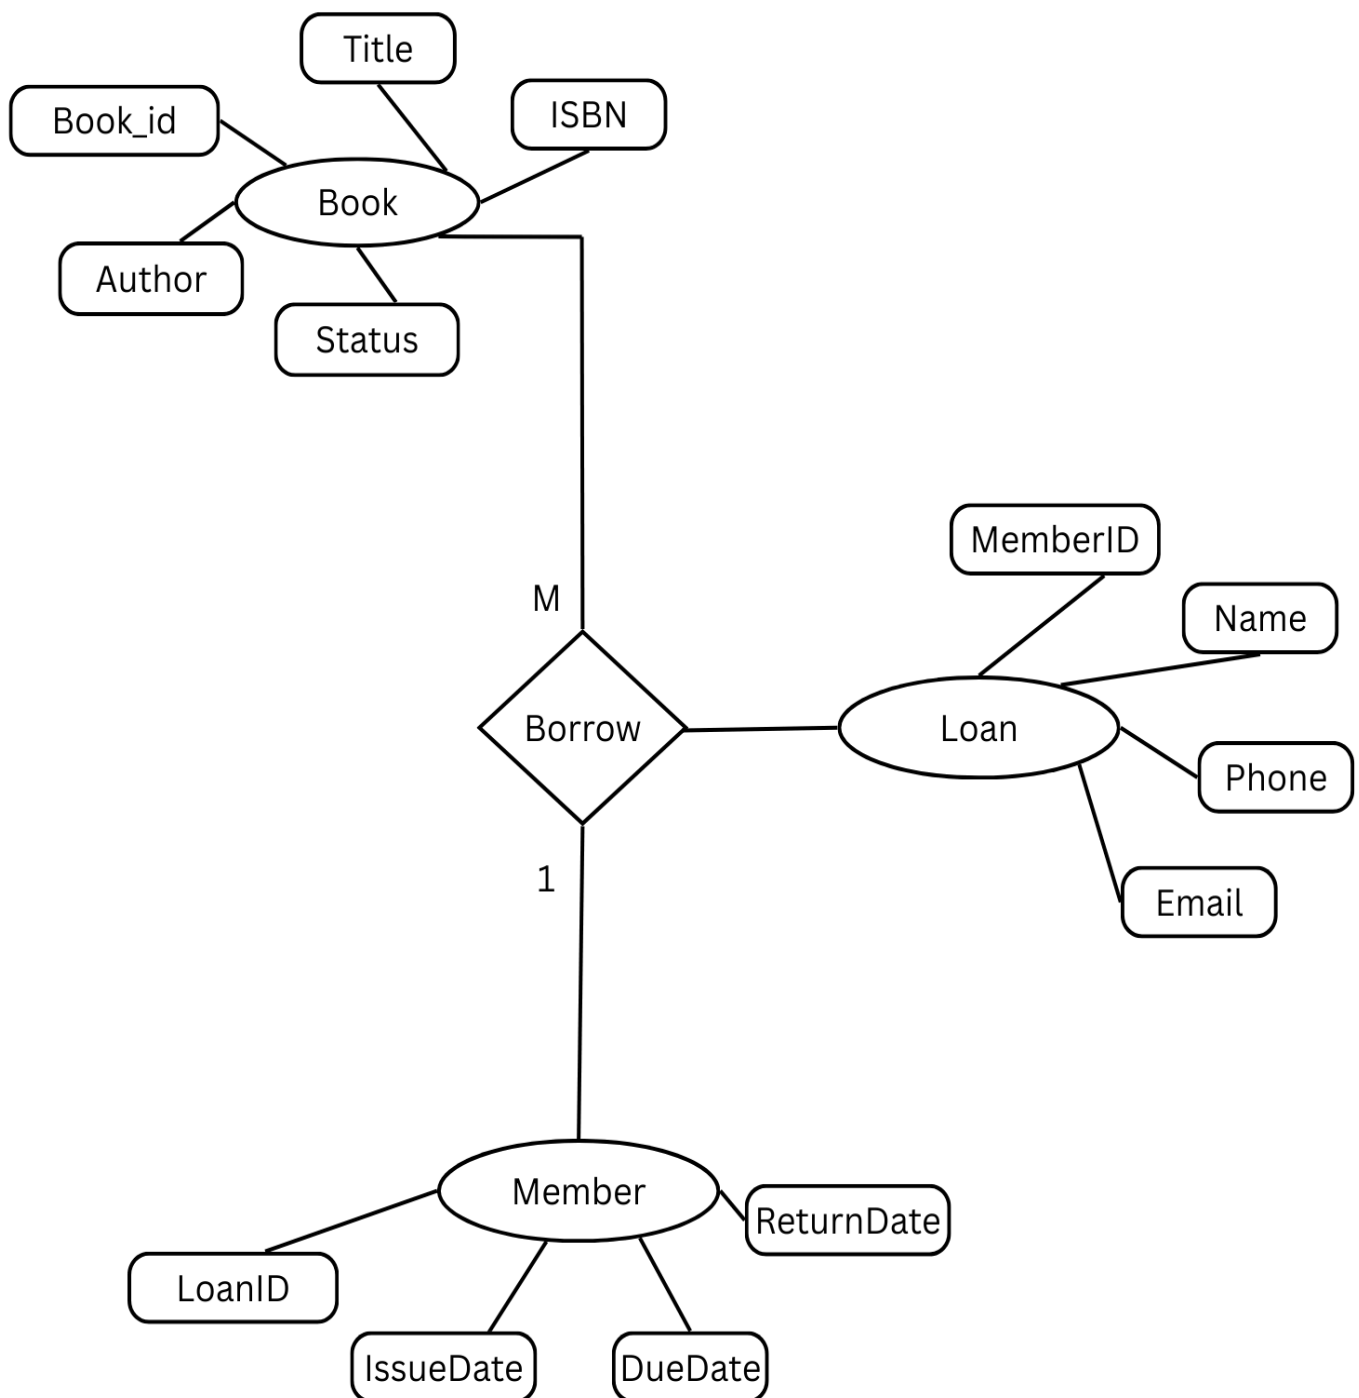 Title
ISBN
Book_id
Book
Author
Status
MemberID
M
Name
Borrow
Loan
Phone
1
Email
Member
ReturnDate
LoanID
IssueDate
DueDate